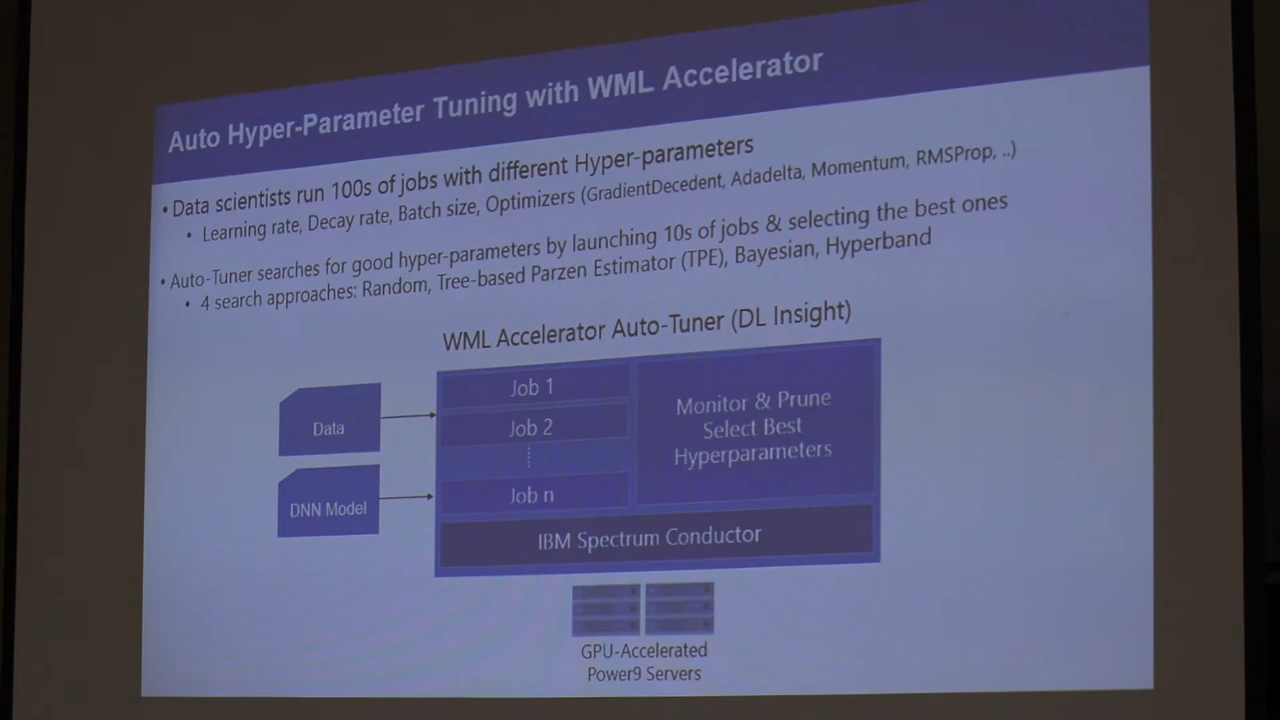 Auto Hyper-Parameter Tuning with WML Accelerator
• Data scientists run 100s of jobs with different Hyper-parameters
• Learning rate, Decay rate, Batch size, Optimizers (GradientDecedent, Adadelta, Momentum, RMSProp, ..)
• Auto-Tuner searches for good hyper-parameters by launching 10s of jobs & selecting the best ones
• 4 search approaches: Random, Tree-based Parzen Estimator (TPE), Bayesian, Hyperband
WML Accelerator Auto-Tuner (DL Insight)
Data
DNN Model
Job 1
Job 2
Job n
Monitor & Prune
Select Best
Hyperparameters
IBM Spectrum Conductor
GPU-Accelerated
Power9 Servers